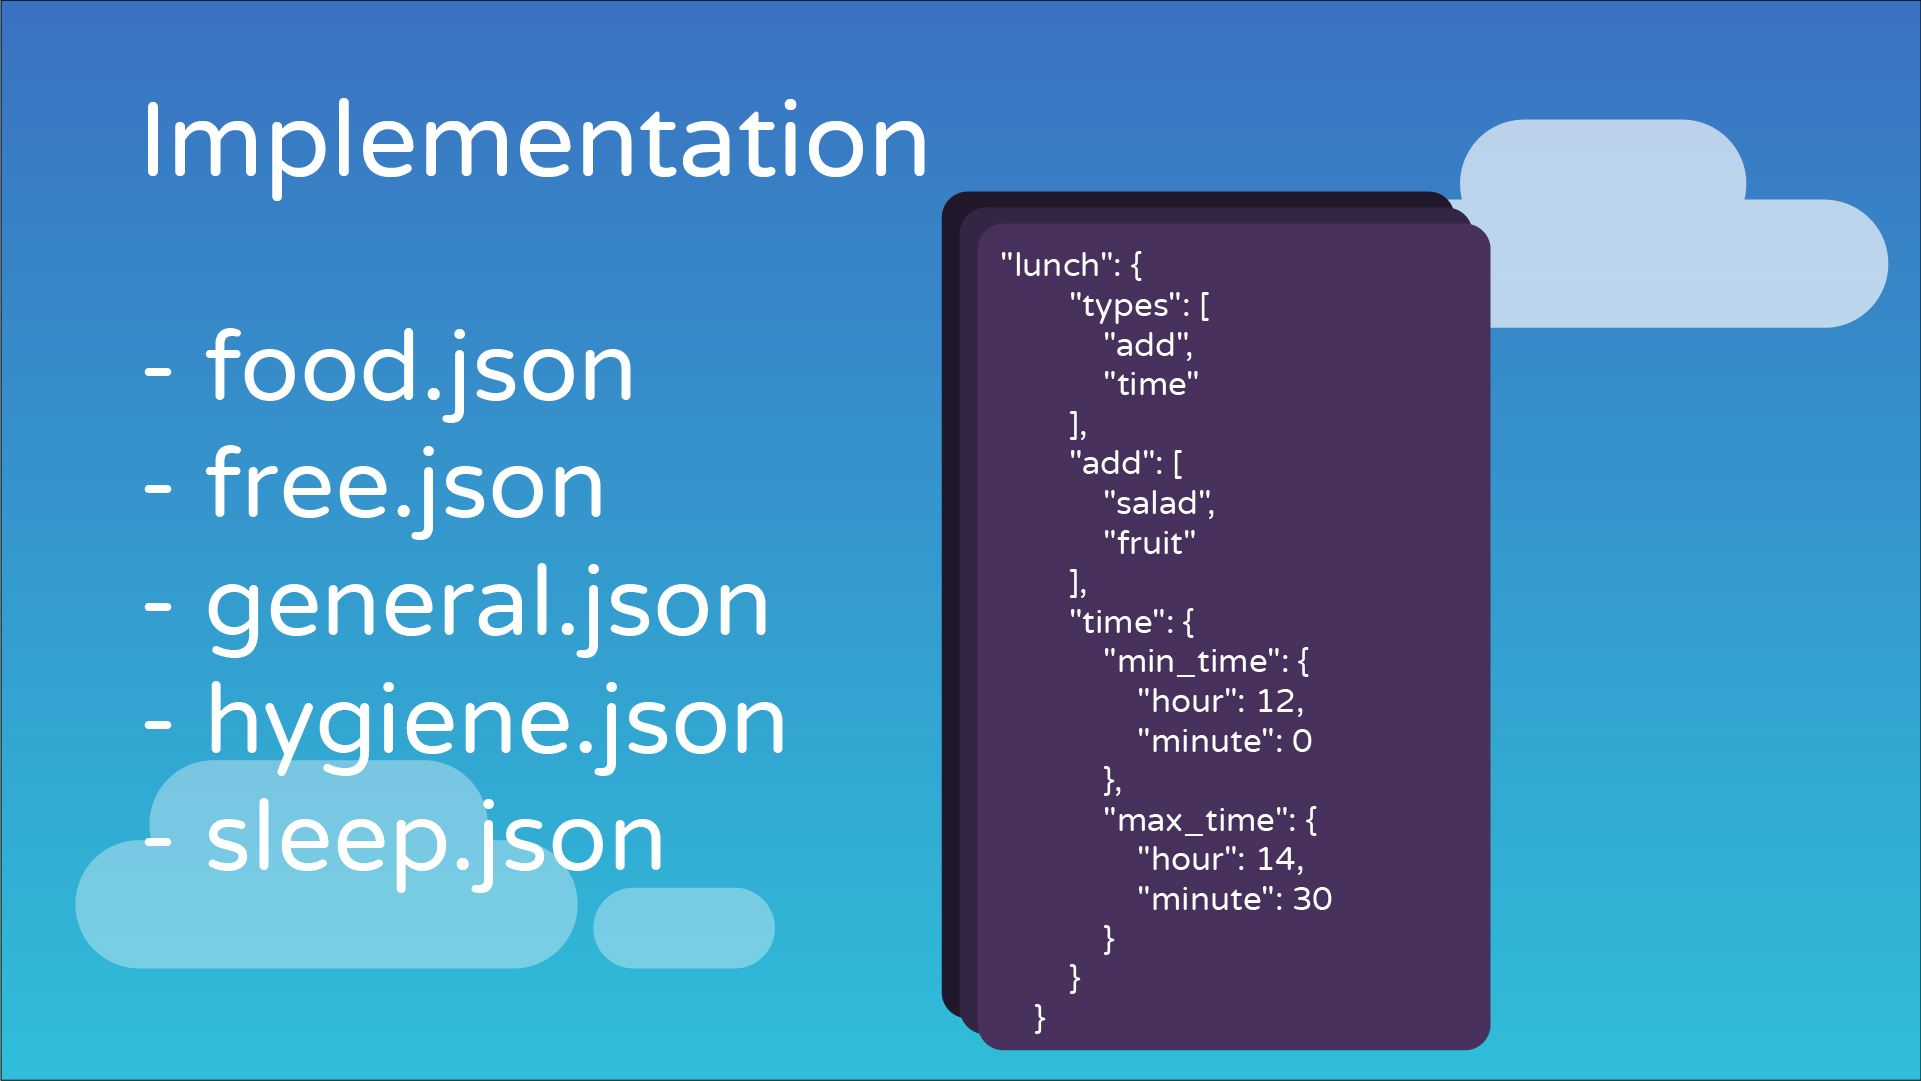 Implementation
- food.json
- free.json
- general.json
- hygiene.json
- sleep.json
"lunch": {
"types": [
"add",
"time"
],
"add": [
"salad",
"fruit"
],
"time": {
"min_time": {
"hour": 12,
"minute": 0
},
"max_time": {
"hour": 14,
"minute": 30
}
}
}